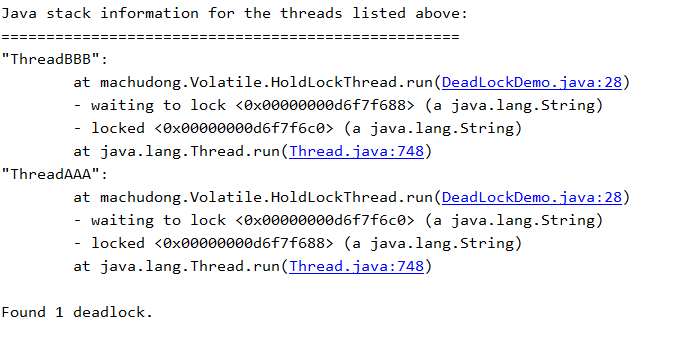 Java stack information for the threads listed above:
===================================================
"ThreadBBB":
        at machudong.Volatile.HoldLockThread.run(DeadLockDemo.java:28)
        - waiting to lock <0x00000000d6f7f688> (a java.lang.String)
        - locked <0x00000000d6f7f6c0> (a java.lang.String)
        at java.lang.Thread.run(Thread.java:748)
"ThreadAAA":
        at machudong.Volatile.HoldLockThread.run(DeadLockDemo.java:28)
        - waiting to lock <0x00000000d6f7f6c0> (a java.lang.String)
        - locked <0x00000000d6f7f688> (a java.lang.String)
        at java.lang.Thread.run(Thread.java:748)
Found 1 deadlock.